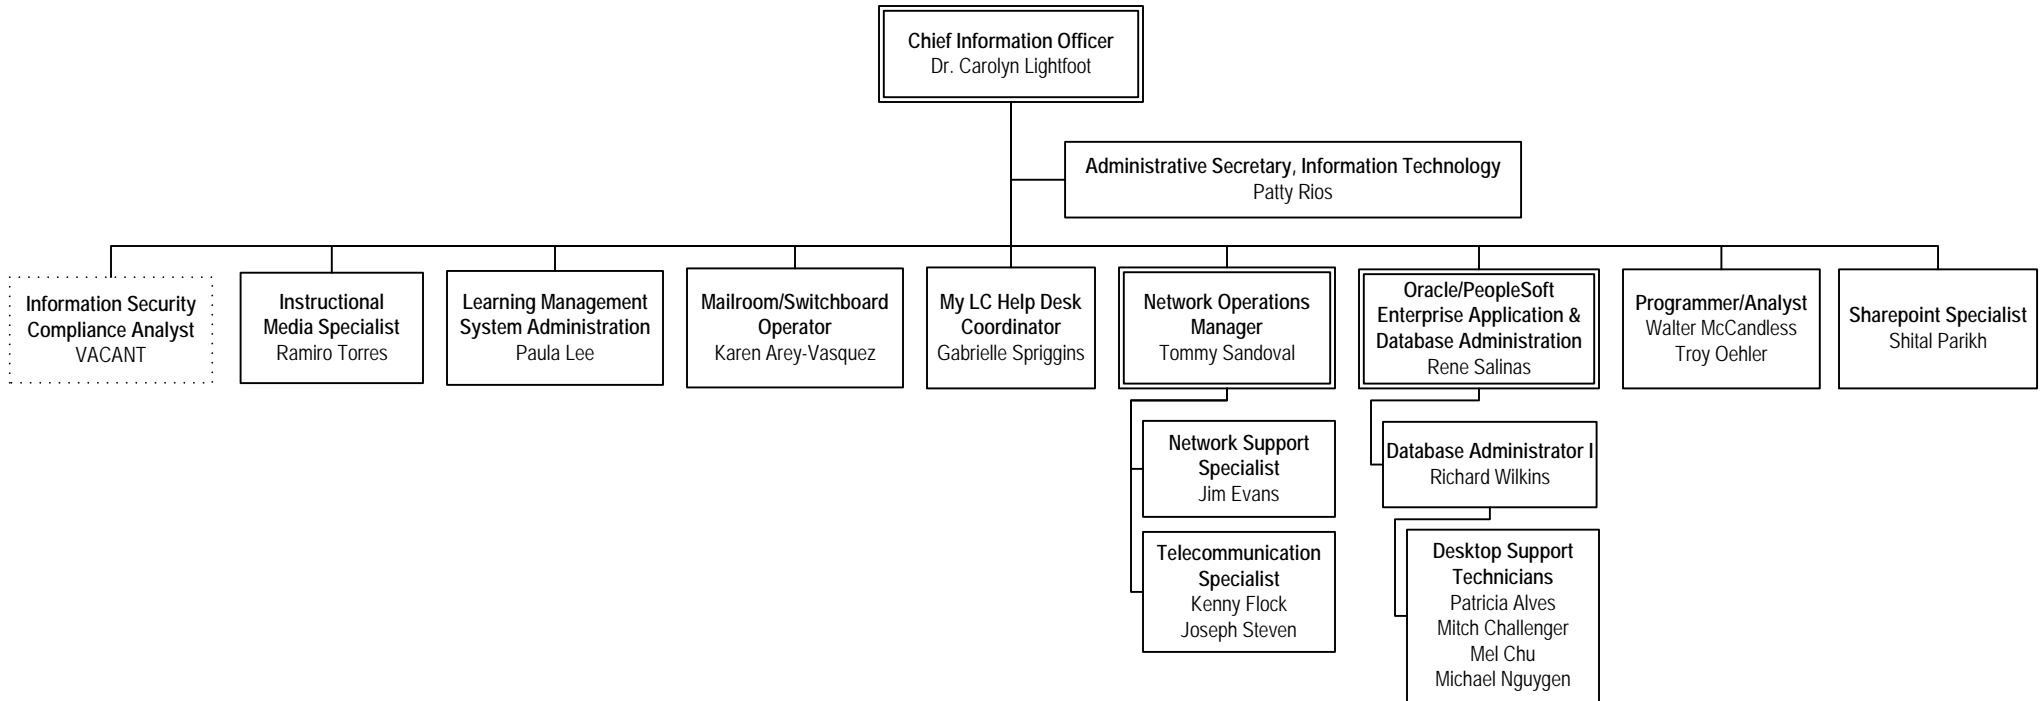 Chief Information Officer
Dr. Carolyn Lightfoot
Administrative Secretary, Information Technology
Patty Rios
Information Security
Compliance Analyst
VACANT
Instructional
Media Specialist
Ramiro Torres
Learning Management
System Administration
Paula Lee
Mailroom/Switchboard
Operator
Karen Arey-Vasquez
My LC Help Desk
Coordinator
Gabrielle Spriggins
Network Operations
Manager
Tommy Sandoval
Oracle/PeopleSoft
Enterprise Application &
Database Administration
Rene Salinas
Programmer/Analyst
Walter McCandless
Troy Oehler
Sharepoint Specialist
Shital Parikh
Network Support
Specialist
Jim Evans
Telecommunication
Specialist
Kenny Flock
Joseph Steven
Database Administrator I
Richard Wilkins
Desktop Support
Technicians
Patricia Alves
Mitch Challenger
Mel Chu
Michael Nguygen